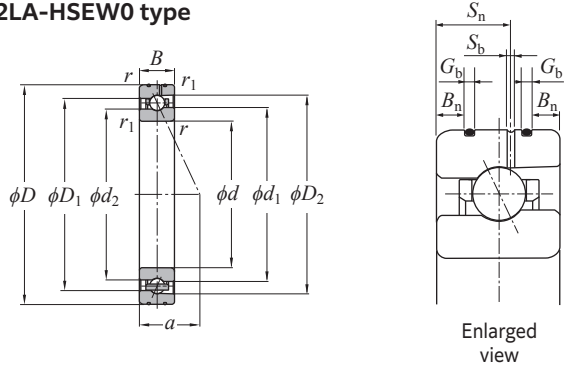 2LA-HSEW0 type
B
r
r1
r1
r
ϕD
ϕD1
ϕd2
ϕd
ϕd1
ϕD2
a
Sn
Sb
Gb
Gb
Bn
Bn
Enlarged
view